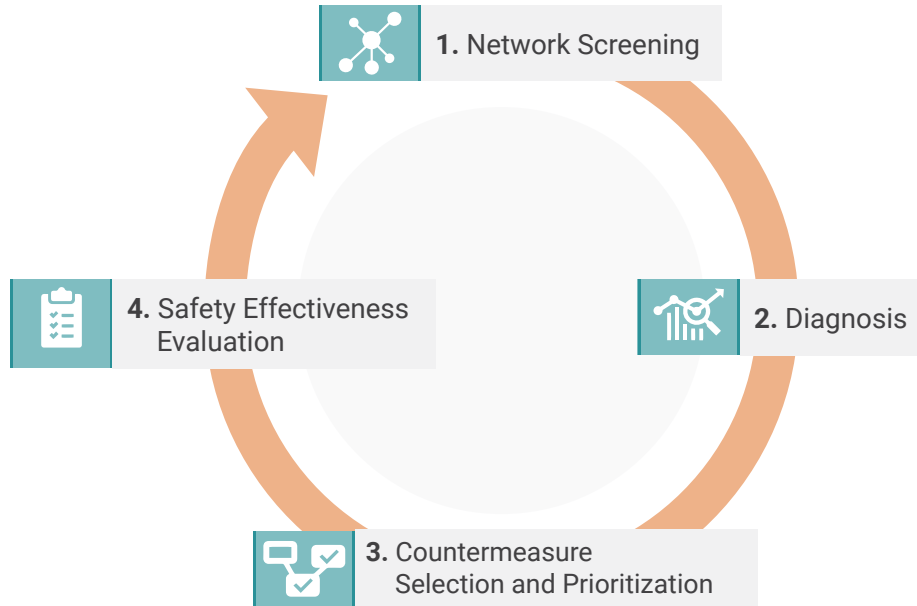 1. Network Screening
2. Diagnosis
3. Countermeasure
Selection and Prioritization
4. Safety Effectiveness
Evaluation